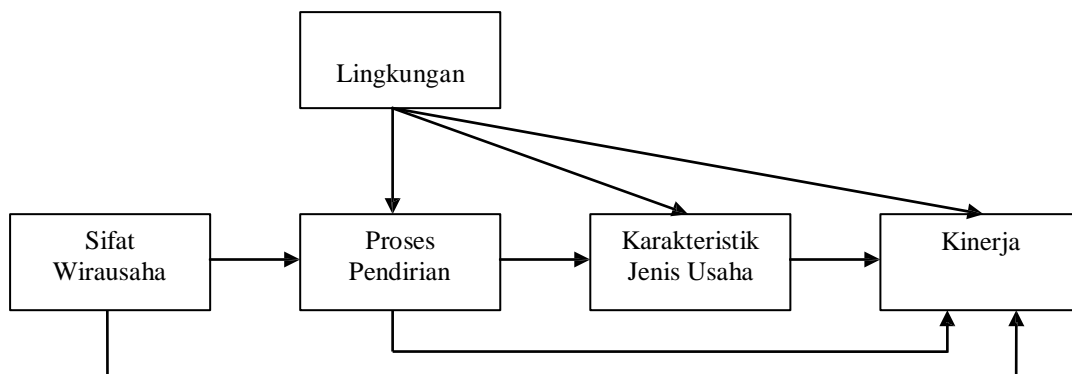 Lingkungan
Sifat
Wirausaha
Proses
Pendirian
Karakteristik
Jenis Usaha
Kinerja